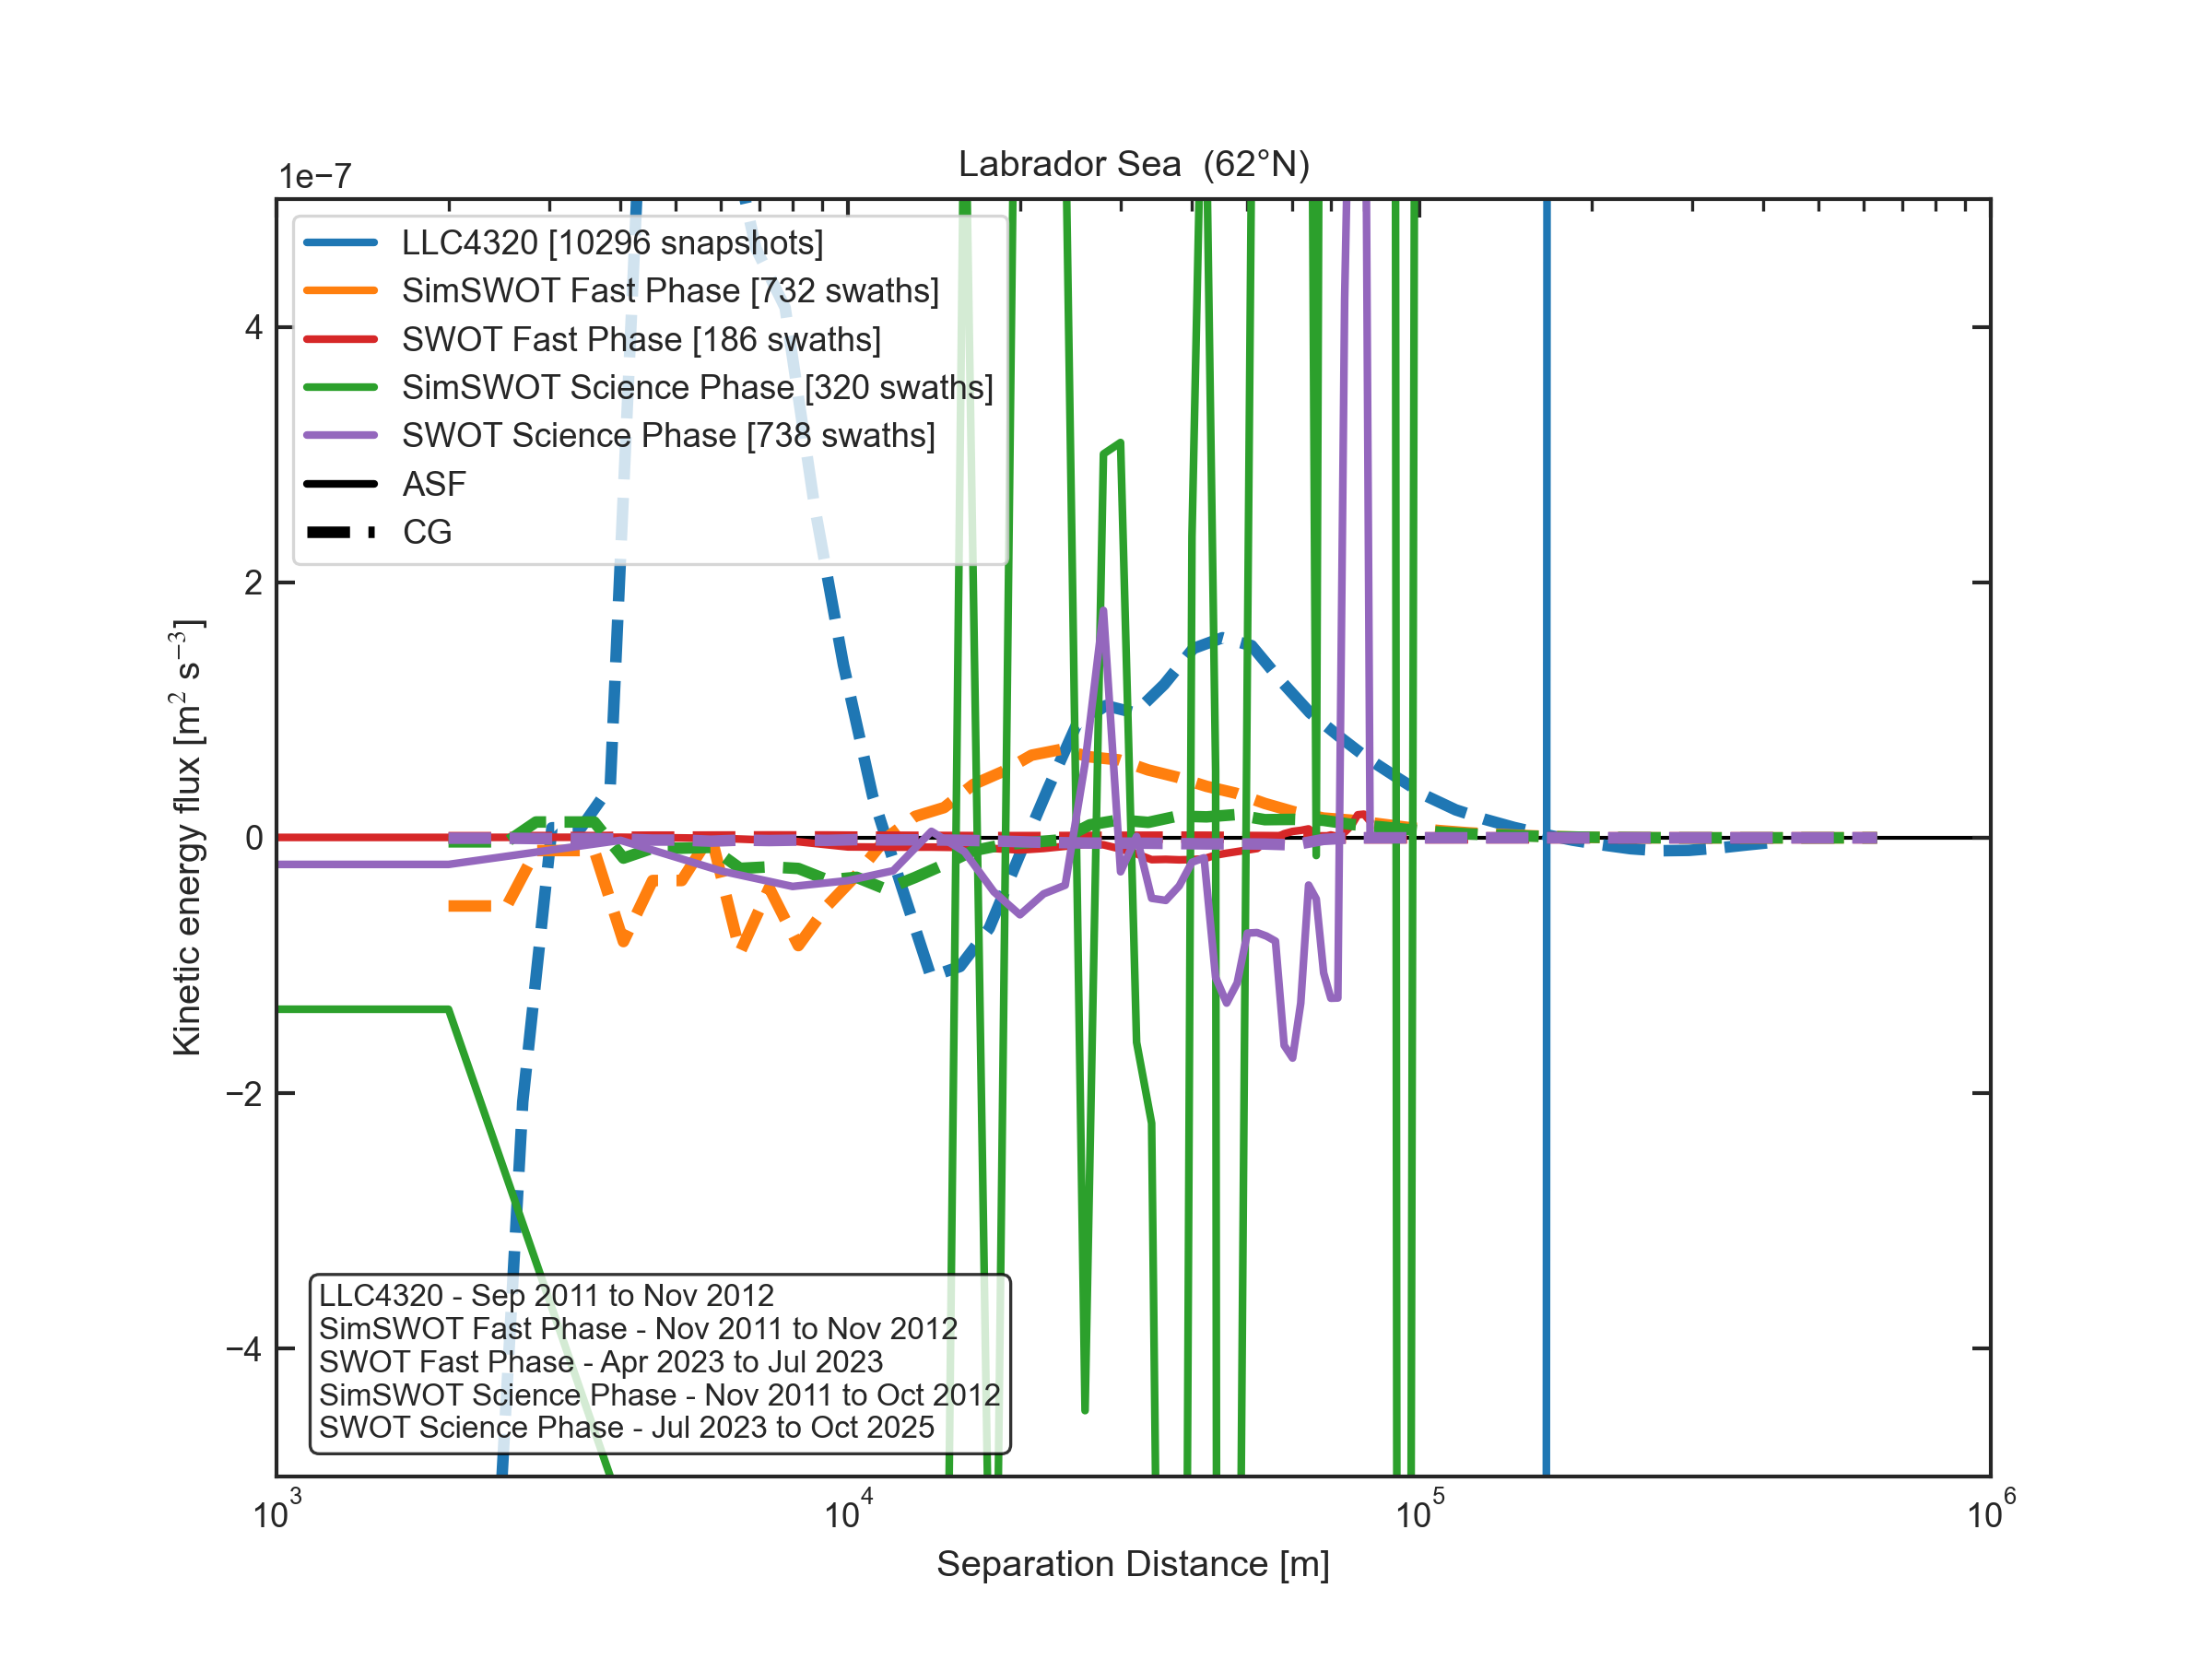 Labrador Sea (62°N)
1e−7
LLC4320 [10296 snapshots]
SimSWOT Fast Phase [732 swaths]
SWOT Fast Phase [186 swaths]
SimSWOT Science Phase [320 swaths]
SWOT Science Phase [738 swaths]
ASF
CG
4
2
0
−2
−4
Kinetic energy flux [m² s⁻³]
LLC4320 - Sep 2011 to Nov 2012
SimSWOT Fast Phase - Nov 2011 to Nov 2012
SWOT Fast Phase - Apr 2023 to Jul 2023
SimSWOT Science Phase - Nov 2011 to Oct 2012
SWOT Science Phase - Jul 2023 to Oct 2025
10³ 10⁴ 10⁵ 10⁶
Separation Distance [m]